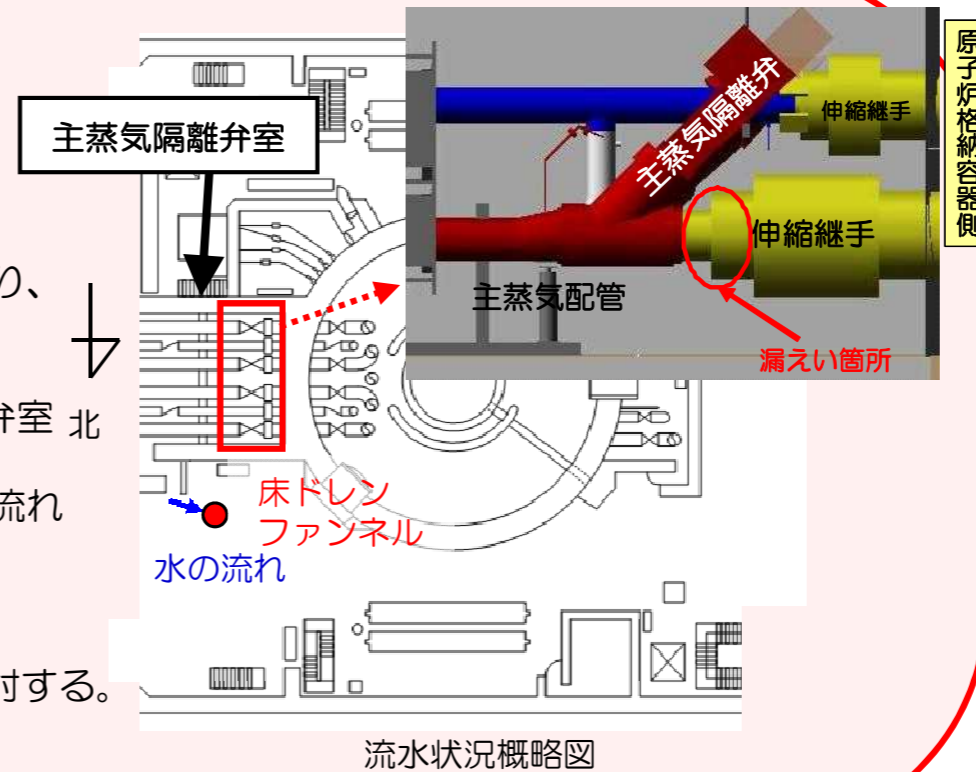 主蒸気隔離弁室
り、
弁室
北
流れ
討する。
主蒸気隔離弁
伸縮継手
伸縮継手
主蒸気配管
漏えい箇所
原子炉格納容器側
床ドレン
ファンネル
水の流れ
流水状況概略図